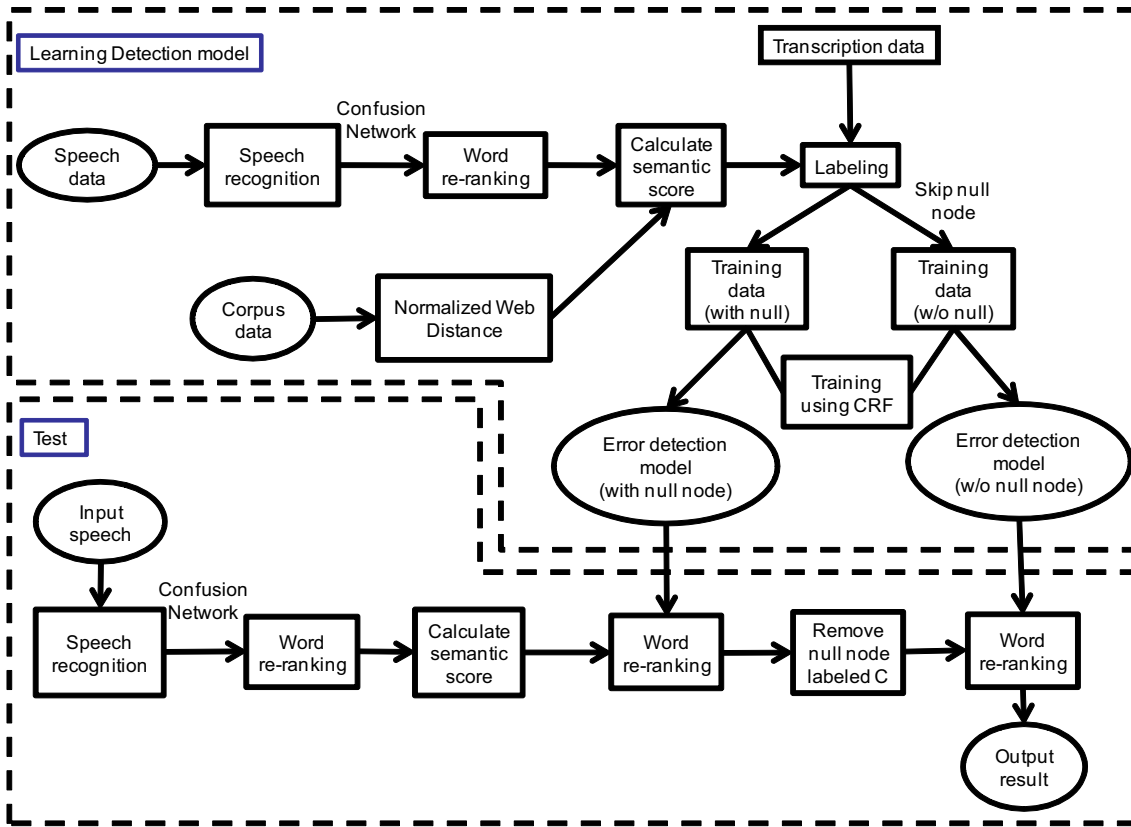 Learning Detection model
Transcription data
Confusion
Network
Speech
data
Speech
recognition
Word
re-ranking
Calculate
semantic
score
Labeling
Skip null
node
Corpus
data
Normalized Web
Distance
Training
data
(with null)
Training
data
(w/o null)
Training
using CRF
Error detection
model
(with null node)
Error detection
model
(w/o null node)
Test
Input
speech
Confusion
Network
Speech
recognition
Word
re-ranking
Calculate
semantic
score
Word
re-ranking
Remove
null node
labeled C
Word
re-ranking
Output
result